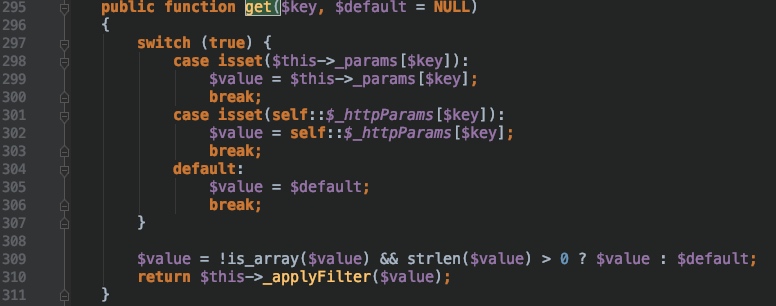 295 public function get($key, $default = NULL)
296 {
297 switch (true) {
298 case isset($this->_params[$key]):
299 $value = $this->_params[$key];
300 break;
301 case isset(self::$_httpParams[$key]):
302 $value = self::$_httpParams[$key];
303 break;
304 default:
305 $value = $default;
306 break;
307 }
308
309 $value = !is_array($value) && strlen($value) > 0 ? $value : $default;
310 return $this->_applyFilter($value);
311 }